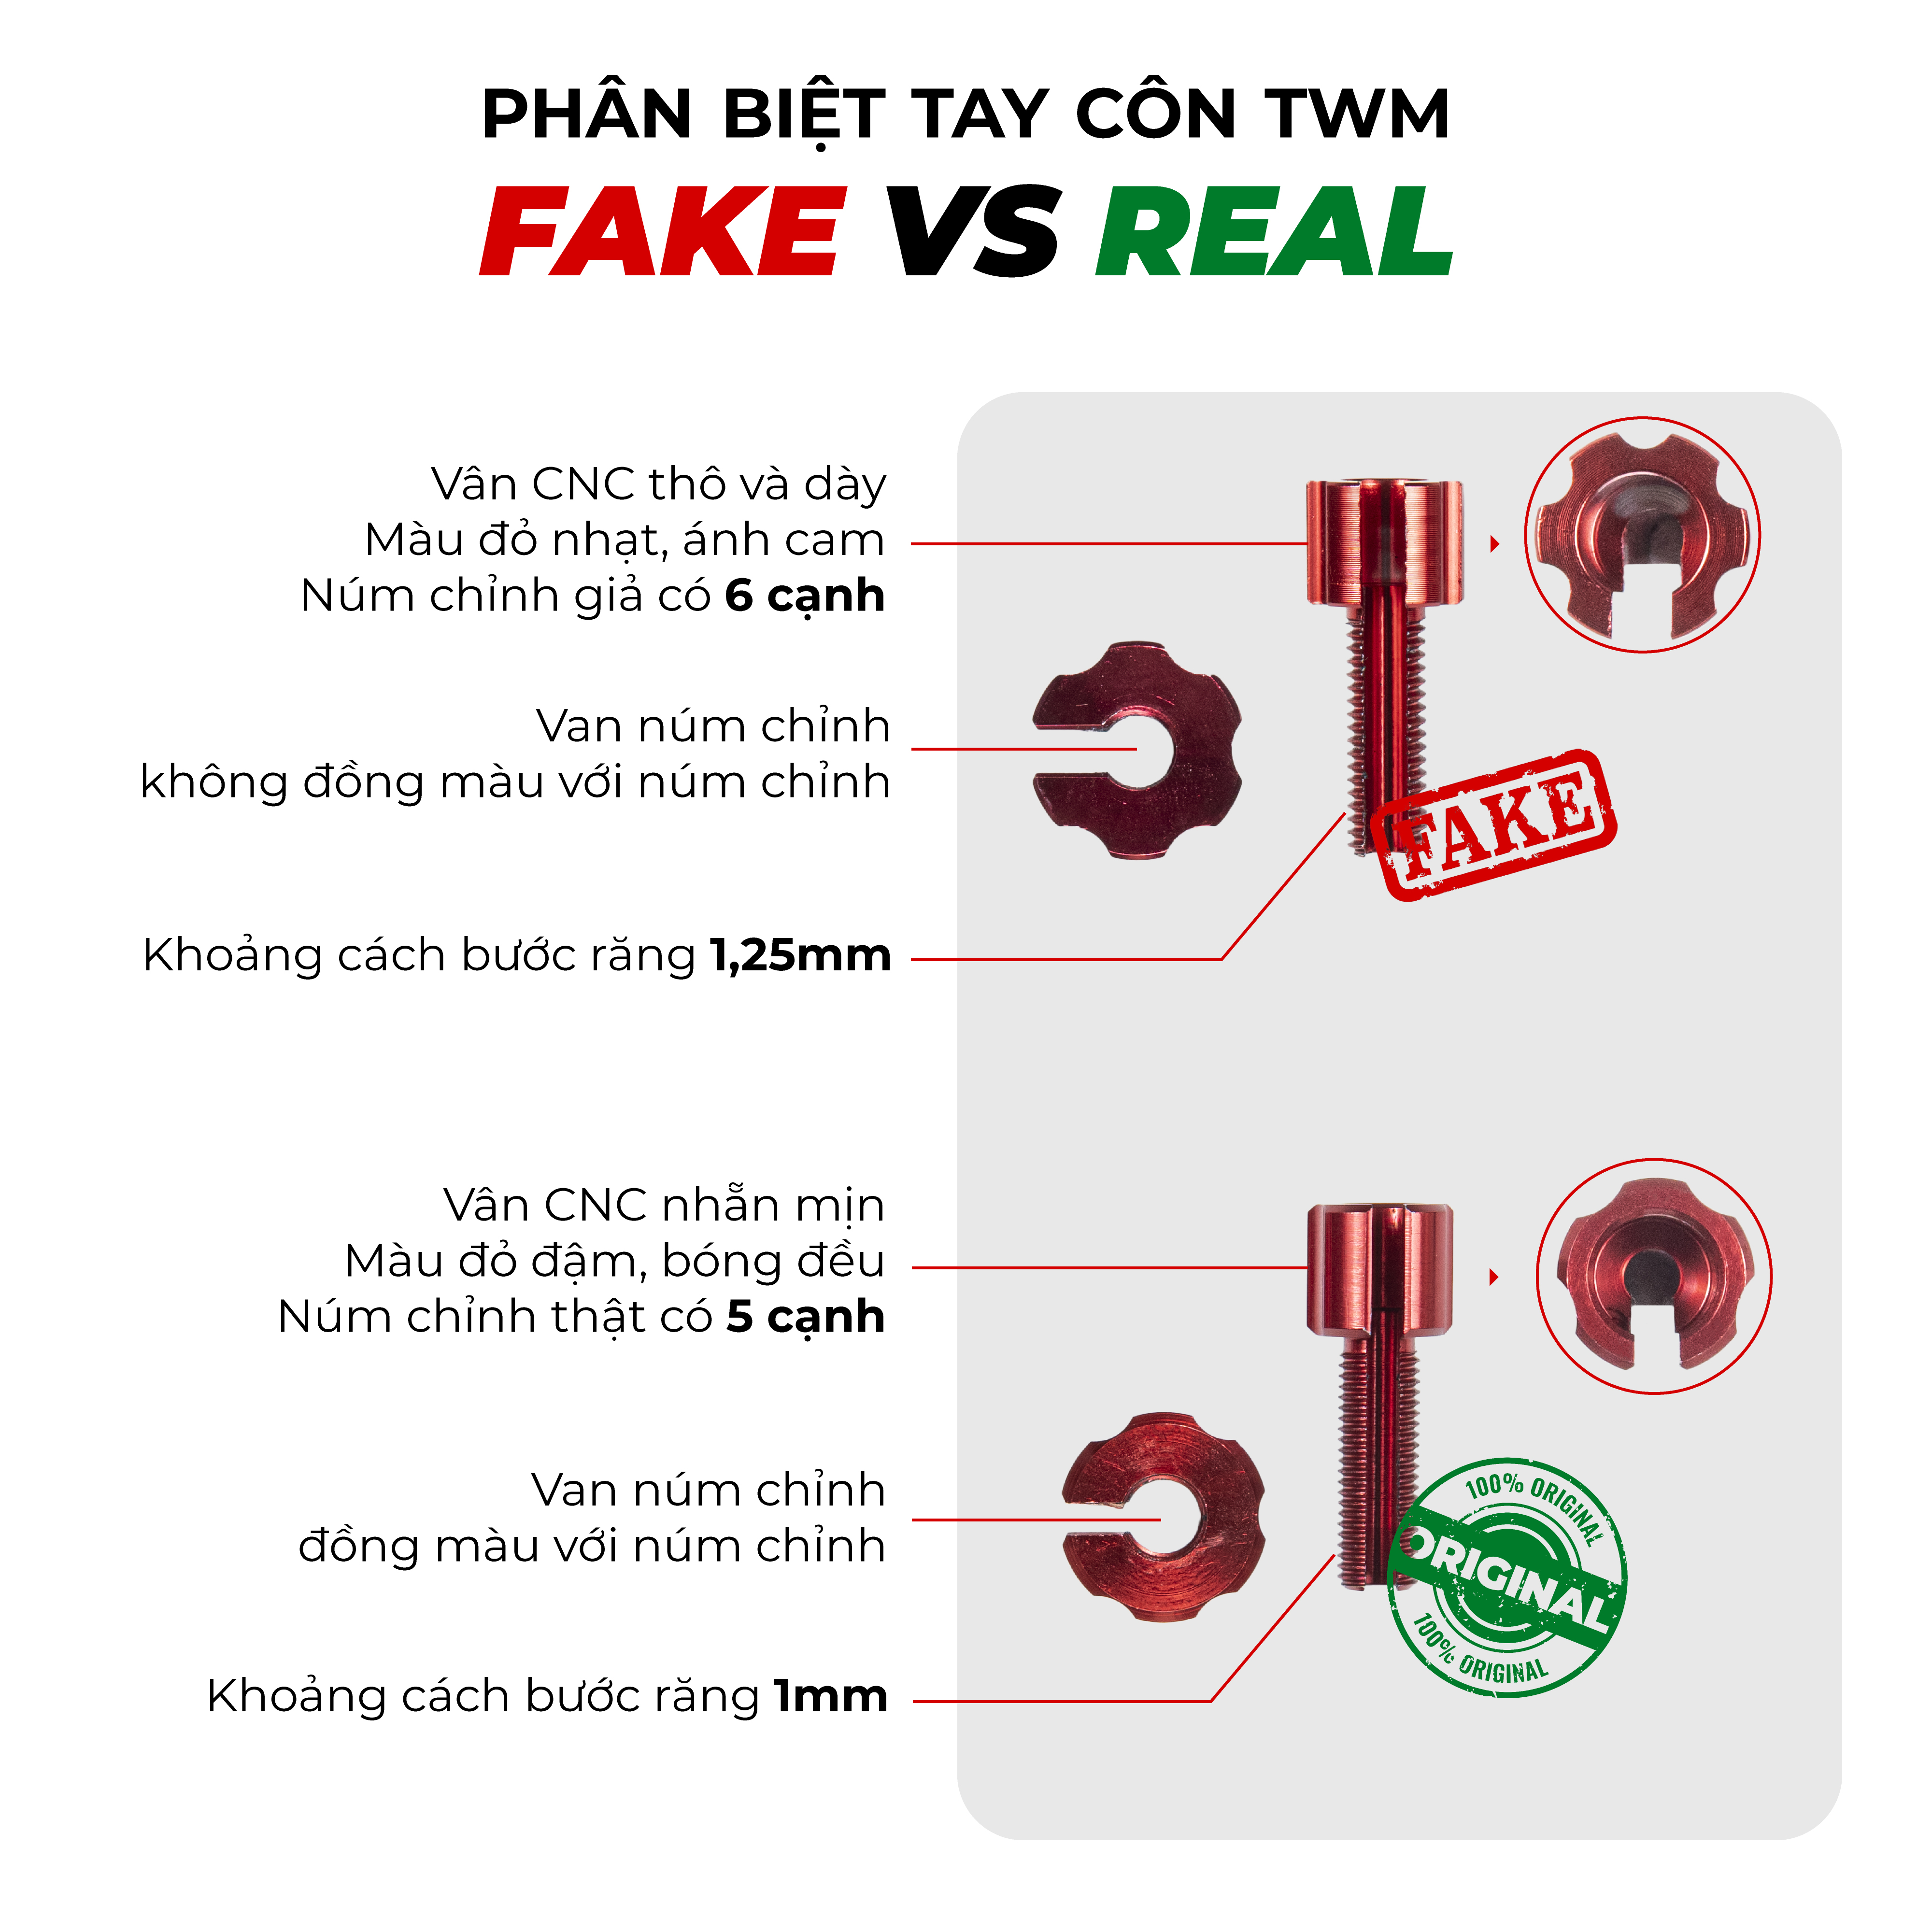 PHÂN BIỆT TAY CÔN TWM
FAKE VS REAL
Vân CNC thô và dày
Màu đỏ nhạt, ánh cam
Núm chỉnh giả có 6 cạnh
Van núm chỉnh
không đồng màu với núm chỉnh
FAKE
Khoảng cách bước răng 1,25mm
Vân CNC nhẵn mịn
Màu đỏ đậm, bóng đều
Núm chỉnh thật có 5 cạnh
Van núm chỉnh
đồng màu với núm chỉnh
100% ORIGINAL
ORIGINAL
100% ORIGINAL
Khoảng cách bước răng 1mm